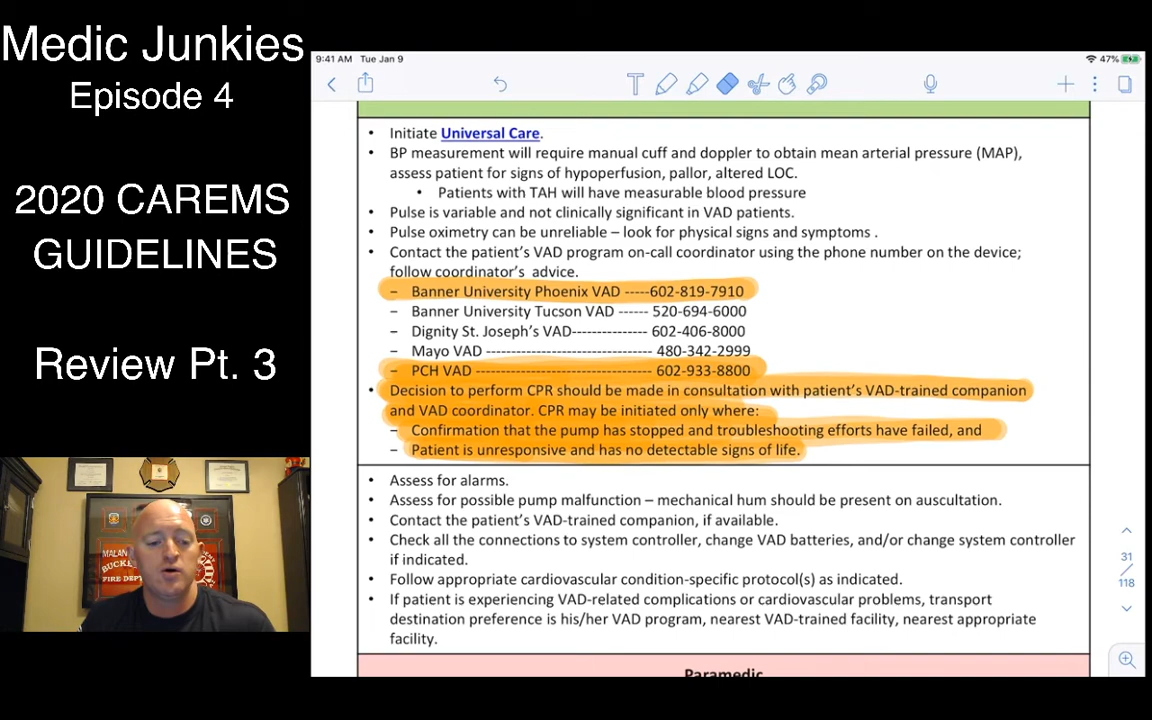 Medic Junkies
Episode 4
2020 CAREMS
GUIDELINES
Review Pt. 3
9:41 AM Tue Jan 9
47%
• Initiate Universal Care.
• BP measurement will require manual cuff and doppler to obtain mean arterial pressure (MAP),
assess patient for signs of hypoperfusion, pallor, altered LOC.
• Patients with TAH will have measurable blood pressure
• Pulse is variable and not clinically significant in VAD patients.
• Pulse oximetry can be unreliable – look for physical signs and symptoms .
• Contact the patient's VAD program on-call coordinator using the phone number on the device;
follow coordinator's advice.
– Banner University Phoenix VAD -----602-819-7910
– Banner University Tucson VAD ------ 520-694-6000
– Dignity St. Joseph's VAD--------------- 602-406-8000
– Mayo VAD --------------------------------- 480-342-2999
– PCH VAD ----------------------------------- 602-933-8800
• Decision to perform CPR should be made in consultation with patient's VAD-trained companion
and VAD coordinator. CPR may be initiated only where:
– Confirmation that the pump has stopped and troubleshooting efforts have failed, and
– Patient is unresponsive and has no detectable signs of life.
• Assess for alarms.
• Assess for possible pump malfunction – mechanical hum should be present on auscultation.
• Contact the patient's VAD-trained companion, if available.
• Check all the connections to system controller, change VAD batteries, and/or change system controller
if indicated.
• Follow appropriate cardiovascular condition-specific protocol(s) as indicated.
• If patient is experiencing VAD-related complications or cardiovascular problems, transport
destination preference is his/her VAD program, nearest VAD-trained facility, nearest appropriate
facility.
Paramedic
31
118
FIRE DEPT